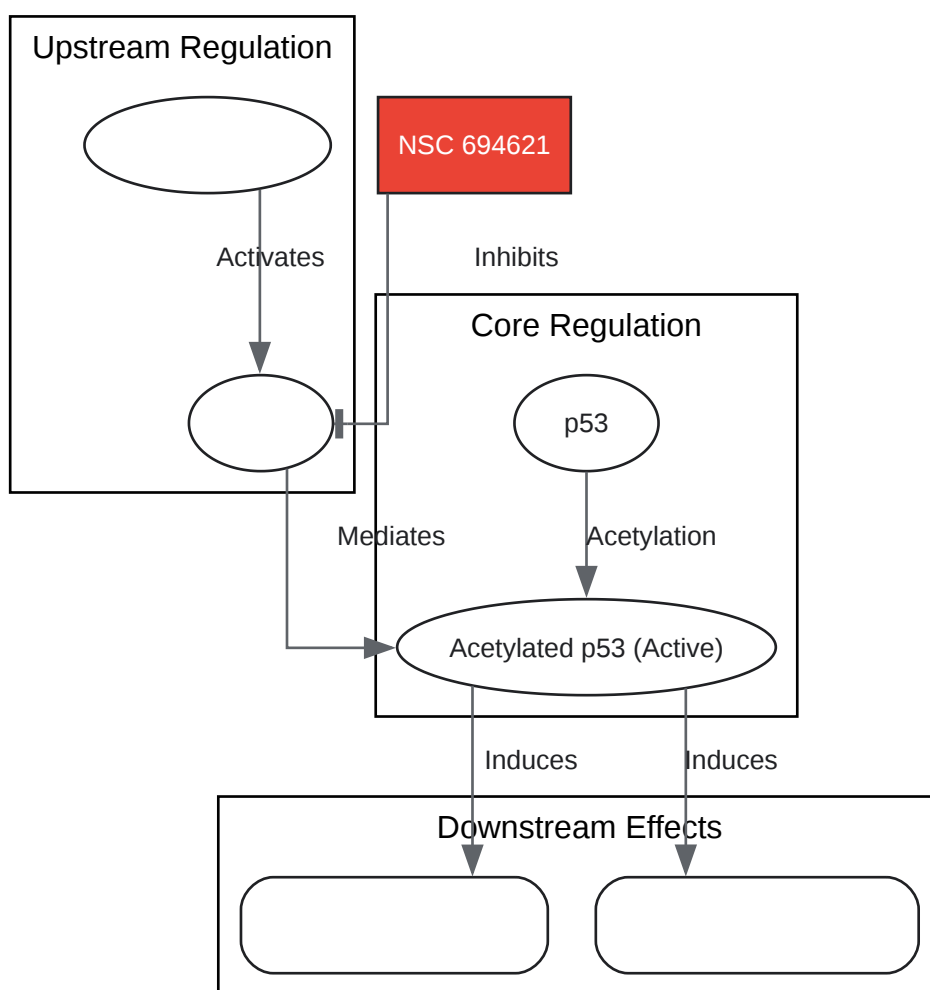 Upstream Regulation
NSC 694621
Activates
Inhibits
Core Regulation
p53
Mediates
Acetylation
Acetylated p53 (Active)
Induces
Induces
Downstream Effects